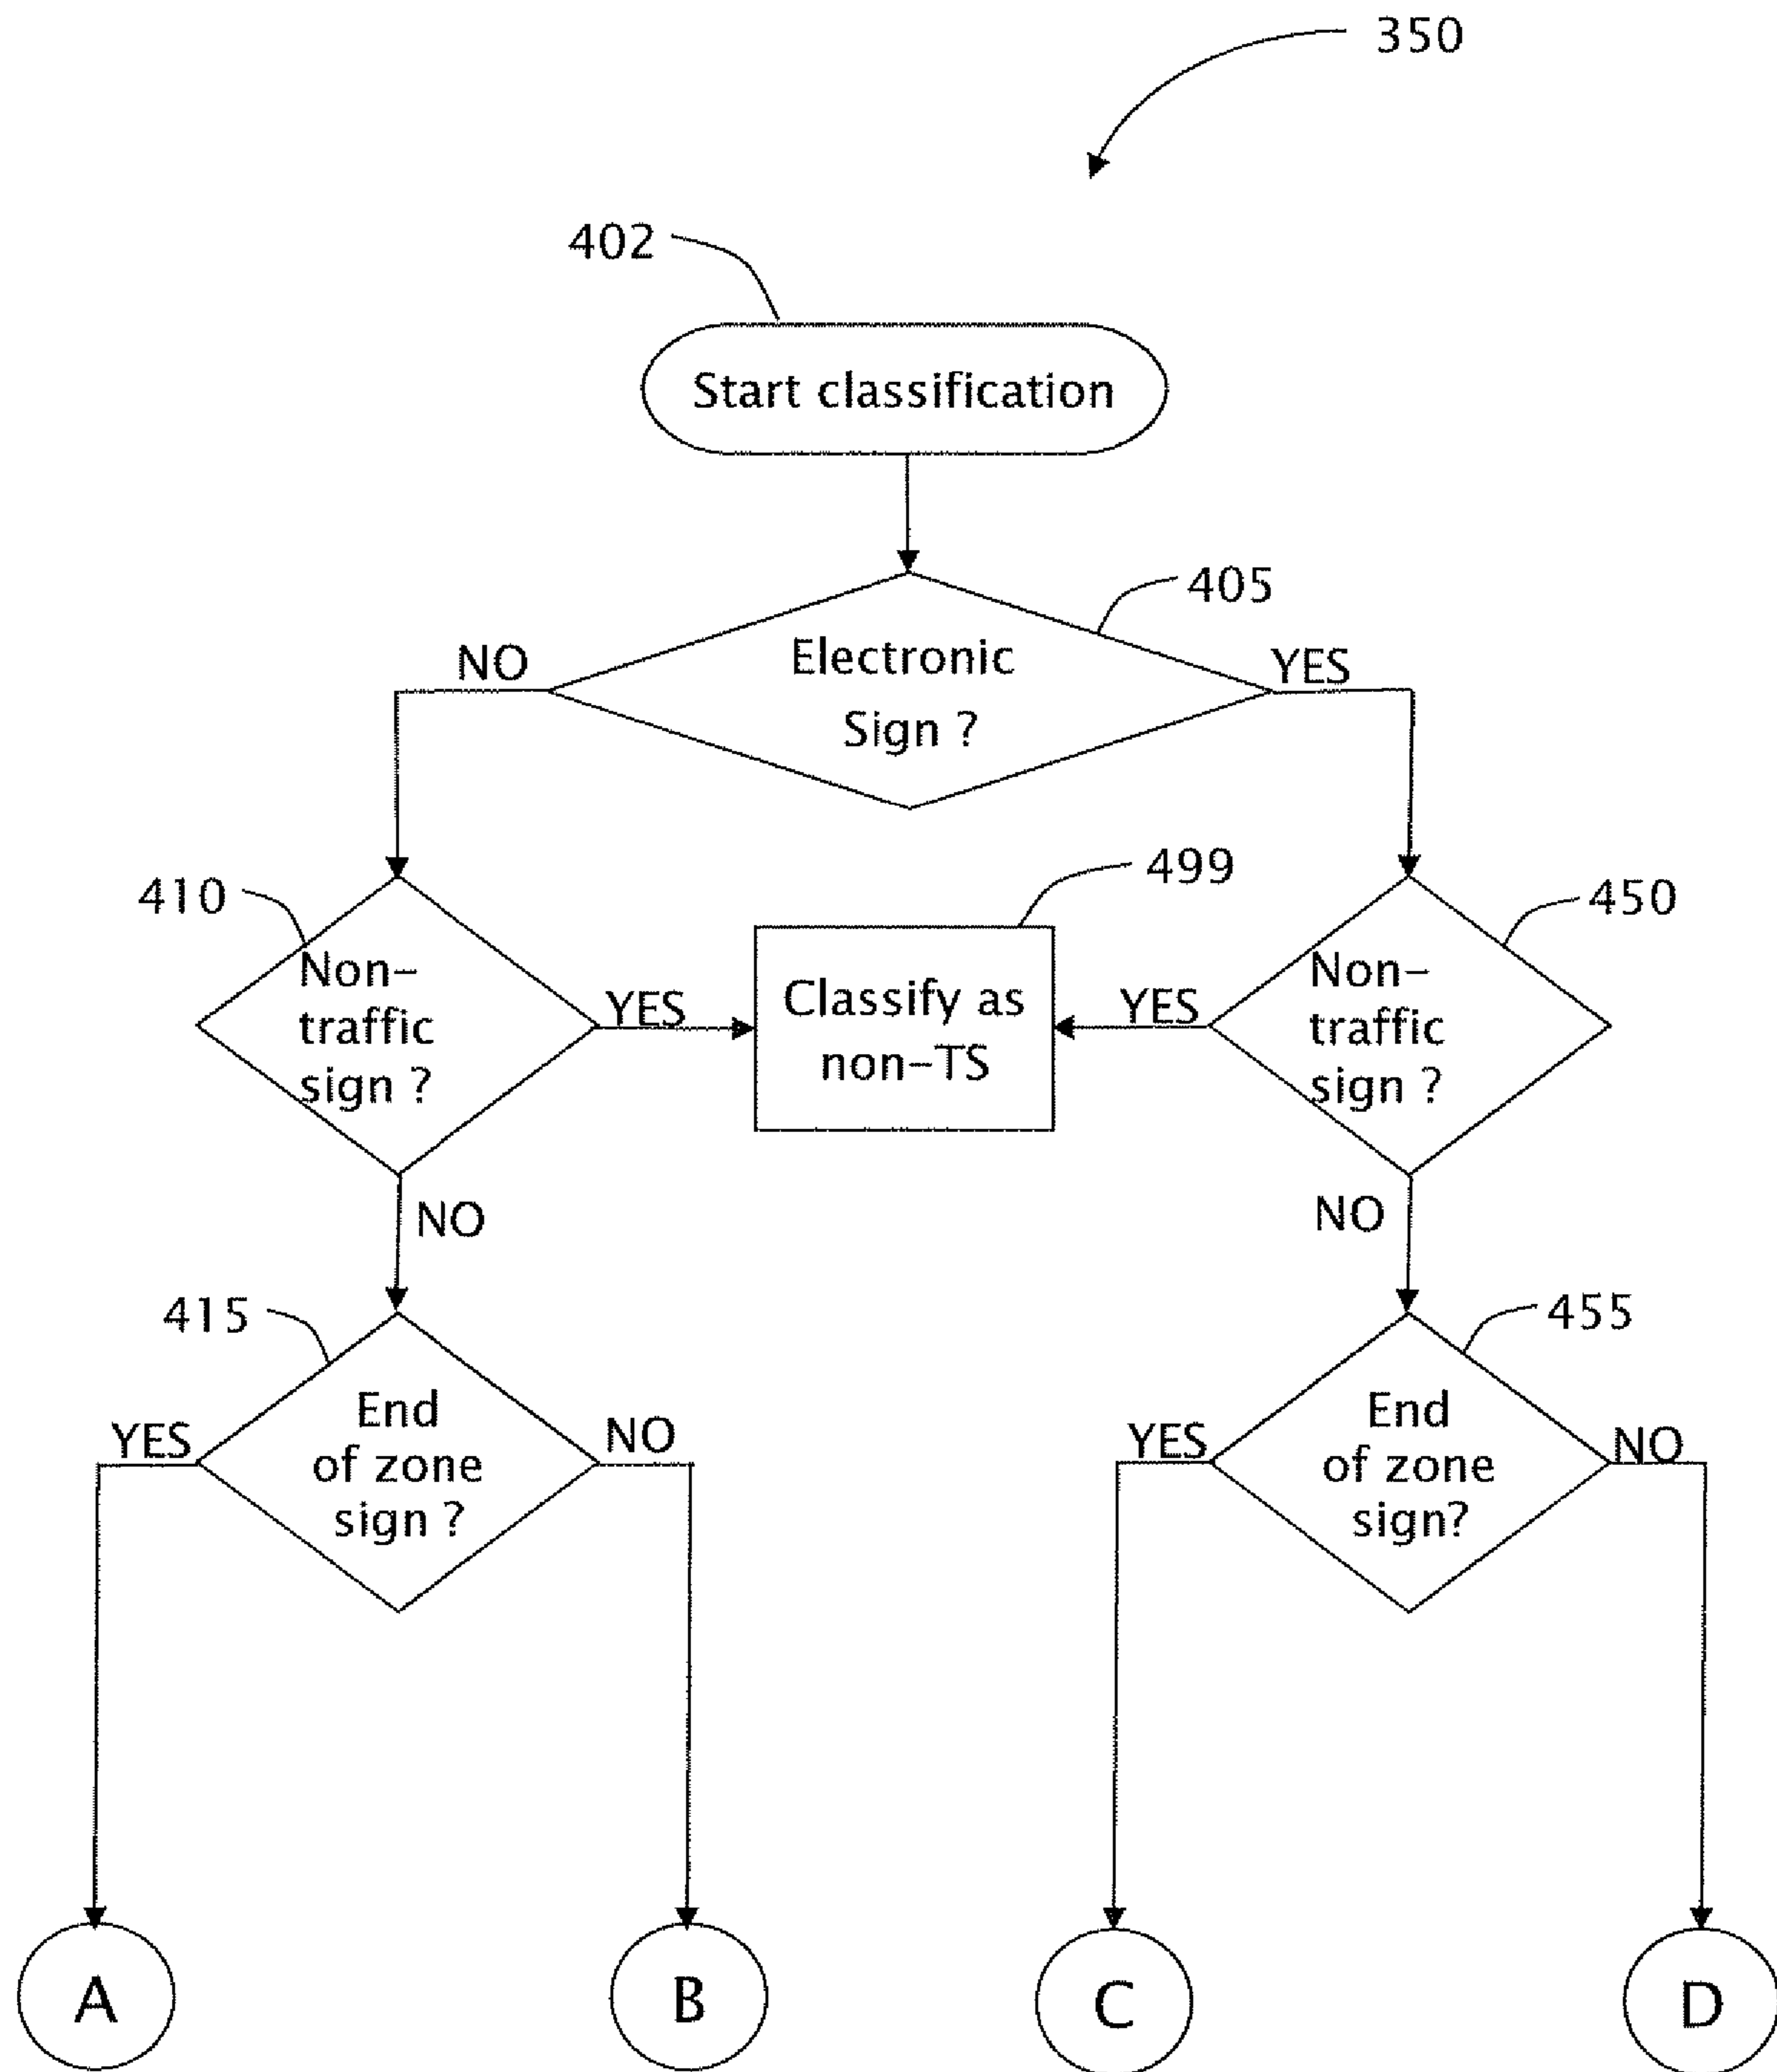 350
402
Start classification
405
NO
Electronic
YES
Sign ?
499
410
450
Non-
traffic
sign ?
YES
Classify as
non-TS
YES
Non-
traffic
sign ?
NO
NO
415
455
YES
End
of zone
sign ?
NO
YES
End
of zone
sign?
NO
A
B
C
D